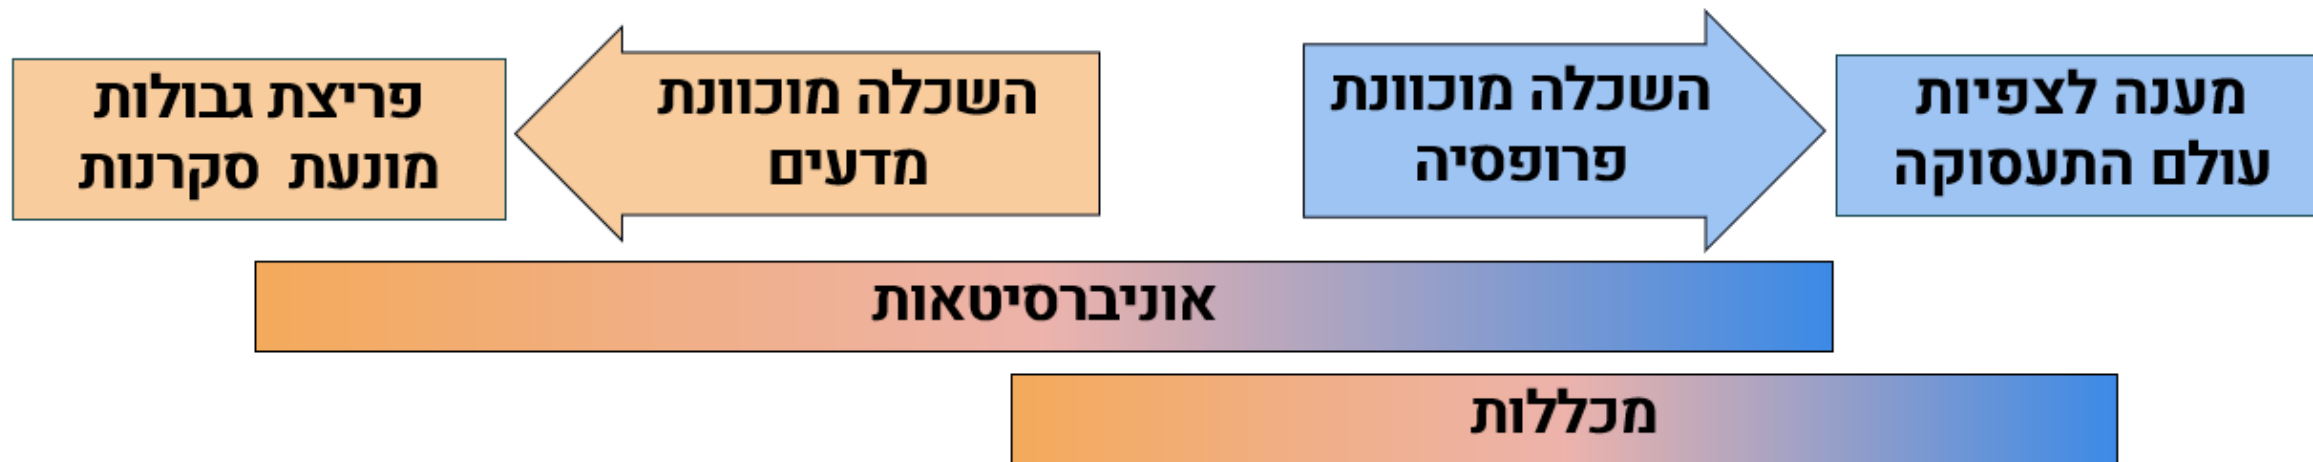 מענה לצפיות
עולם התעסוקה
השכלה מוכוונת
פרופסיה
השכלה מוכוונת
מדעים
פריצת גבולות
מונעת סקרנות
אוניברסיטאות
מכללות